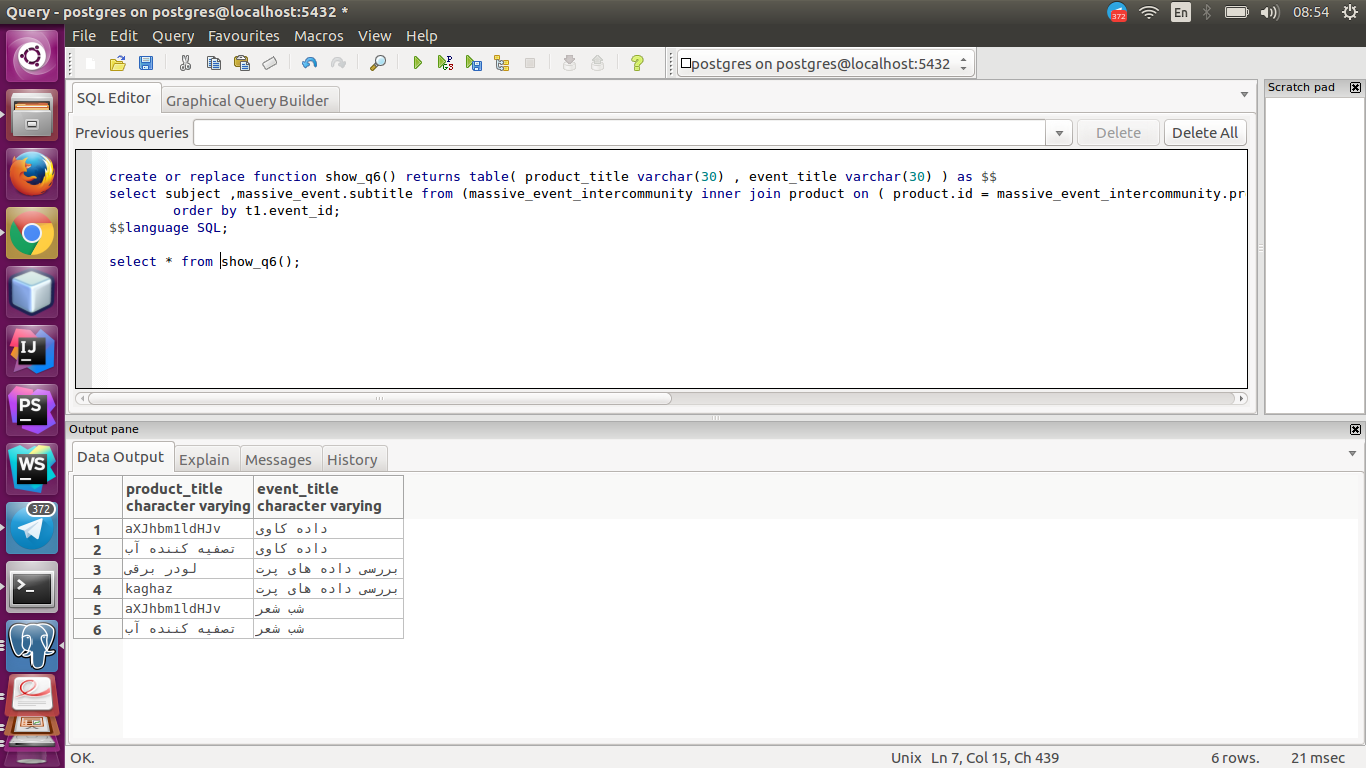 Query - postgres on postgres@localhost:5432 *
372
En
08:54
File Edit Query Favourites Macros View Help
postgres on postgres@localhost:5432
SQL Editor
Graphical Query Builder
Scratch pad
Previous queries
Delete
Delete All
create or replace function show_q6() returns table( product_title varchar(30) , event_title varchar(30) ) as $$
select subject ,massive_event.subtitle from (massive_event_intercommunity inner join product on ( product.id = massive_event_intercommunity.pr
order by t1.event_id;
$$language SQL;
select * from show_q6();
IJ
PS
WS
372
Output pane
Data Output
Explain
Messages
History
product_title
character varying
event_title
character varying
1 aXJhbm1ldHJv داده کاوی
2 تصفیه کننده آب داده کاوی
3 لودر برقی بررسی داده های پرت
4 kaghaz بررسی داده های پرت
5 aXJhbm1ldHJv شب شعر
6 تصفیه کننده آب شب شعر
OK.
Unix
Ln 7, Col 15, Ch 439
6 rows.
21 msec